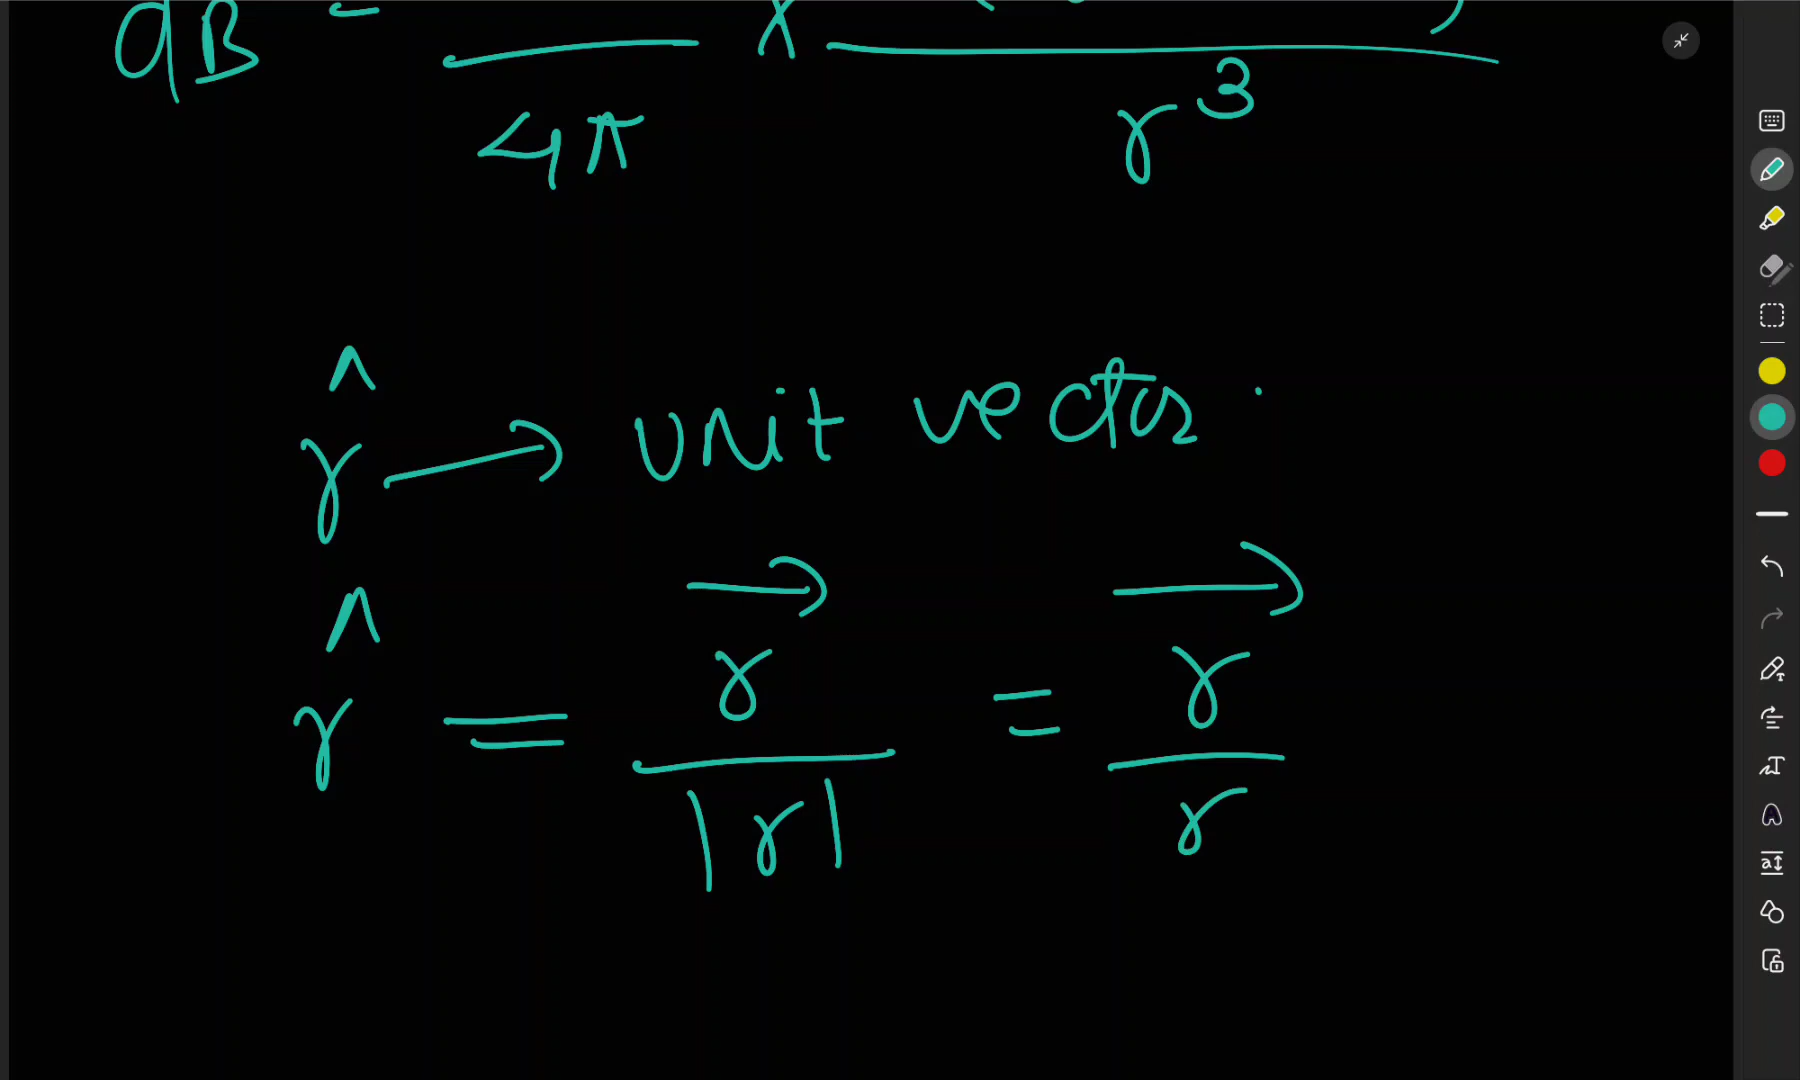 dB =
4π × r³
r̂ → unit vector.
r̂ = r⃗ / |r| = r⃗ / r